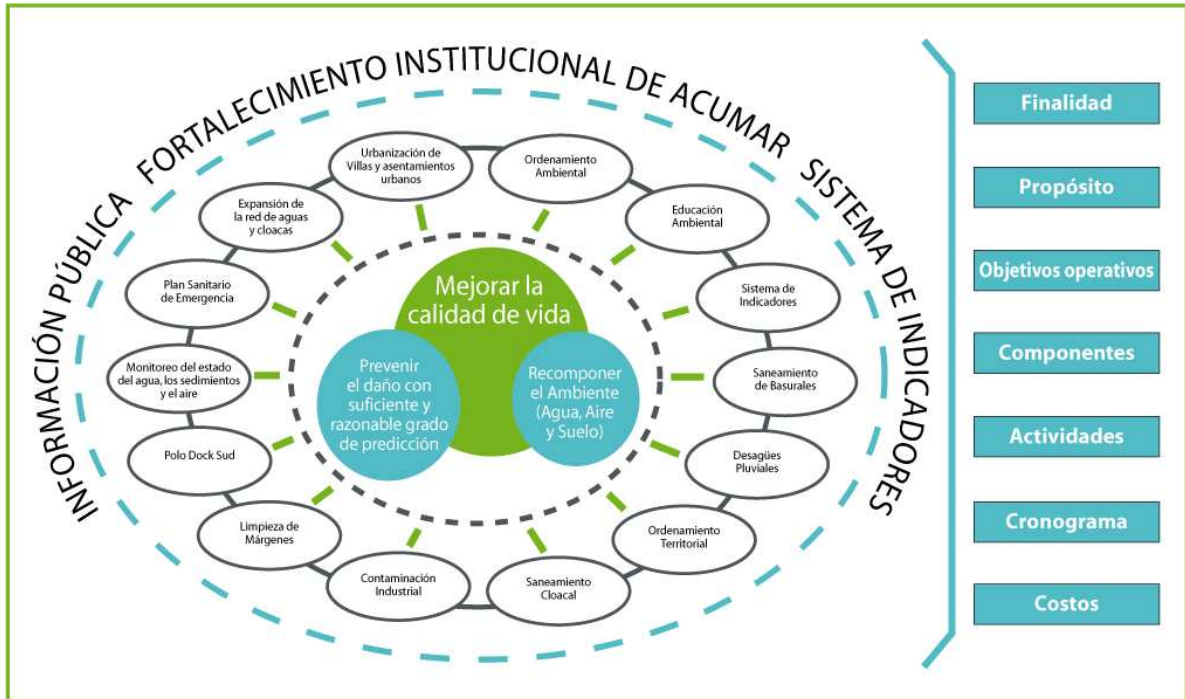 INFORMACIÓN PÚBLICA
FORTALECIMIENTO INSTITUCIONAL DE ACUMAR
SISTEMA DE INDICADORES
Urbanización de
Villas y asentamientos
urbanos
Ordenamiento
Ambiental
Educación
Ambiental
Sistema de
Indicadores
Saneamiento
de Basurales
Desagües
Pluviales
Ordenamiento
Territorial
Saneamiento
Cloacal
Contaminación
Industrial
Limpieza de
Márgenes
Polo Dock Sud
Monitoreo del estado
del agua, los sedimientos
y el aire
Plan Sanitario
de Emergencia
Expansión de
la red de aguas
y cloacas
Mejorar la
calidad de vida
Prevenir
el daño con
suficiente y
razonable grado
de predicción
Recomponer
el Ambiente
(Agua, Aire
y Suelo)
Finalidad
Propósito
Objetivos operativos
Componentes
Actividades
Cronograma
Costos